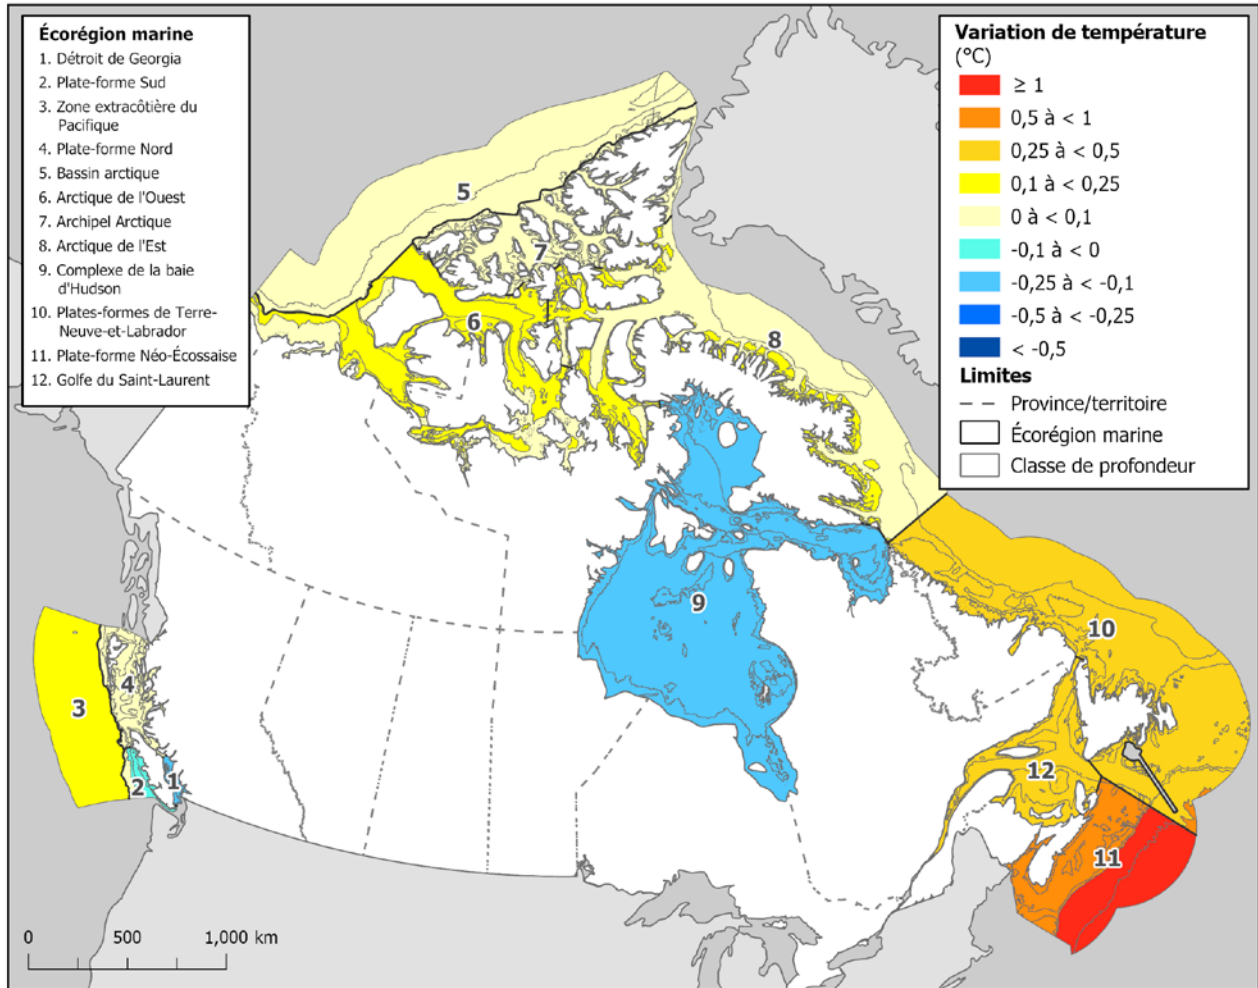 Écorégion marine
1. Détroit de Georgia
2. Plate-forme Sud
3. Zone extracôtière du
Pacifique
4. Plate-forme Nord
5. Bassin arctique
6. Arctique de l'Ouest
7. Archipel Arctique
8. Arctique de l'Est
9. Complexe de la baie
d'Hudson
10. Plates-formes de Terre-
Neuve-et-Labrador
11. Plate-forme Néo-Écossaise
12. Golfe du Saint-Laurent
Variation de température
(°C)
≥ 1
0,5 à < 1
0,25 à < 0,5
0,1 à < 0,25
0 à < 0,1
-0,1 à < 0
-0,25 à < -0,1
-0,5 à < -0,25
< -0,5
Limites
Province/territoire
Écorégion marine
Classe de profondeur
5
7
6
8
9
10
3
4
2
1
12
11
0 500 1,000 km